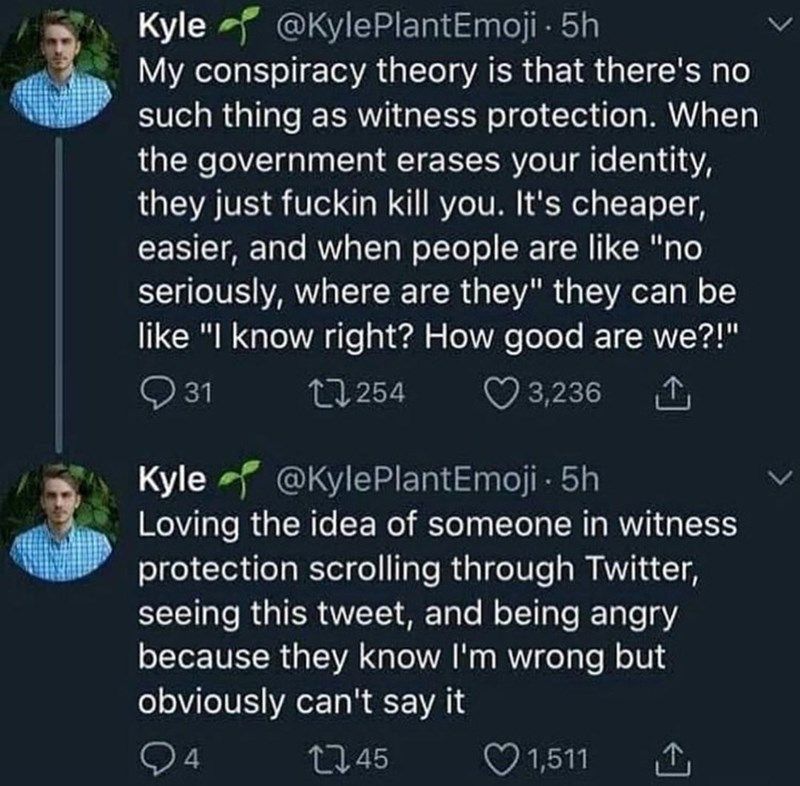 Kyle 🌱 @KylePlantEmoji · 5h
My conspiracy theory is that there's no
such thing as witness protection. When
the government erases your identity,
they just fuckin kill you. It's cheaper,
easier, and when people are like "no
seriously, where are they" they can be
like "I know right? How good are we?!"
31 254 3,236
Kyle 🌱 @KylePlantEmoji · 5h
Loving the idea of someone in witness
protection scrolling through Twitter,
seeing this tweet, and being angry
because they know I'm wrong but
obviously can't say it
4 45 1,511